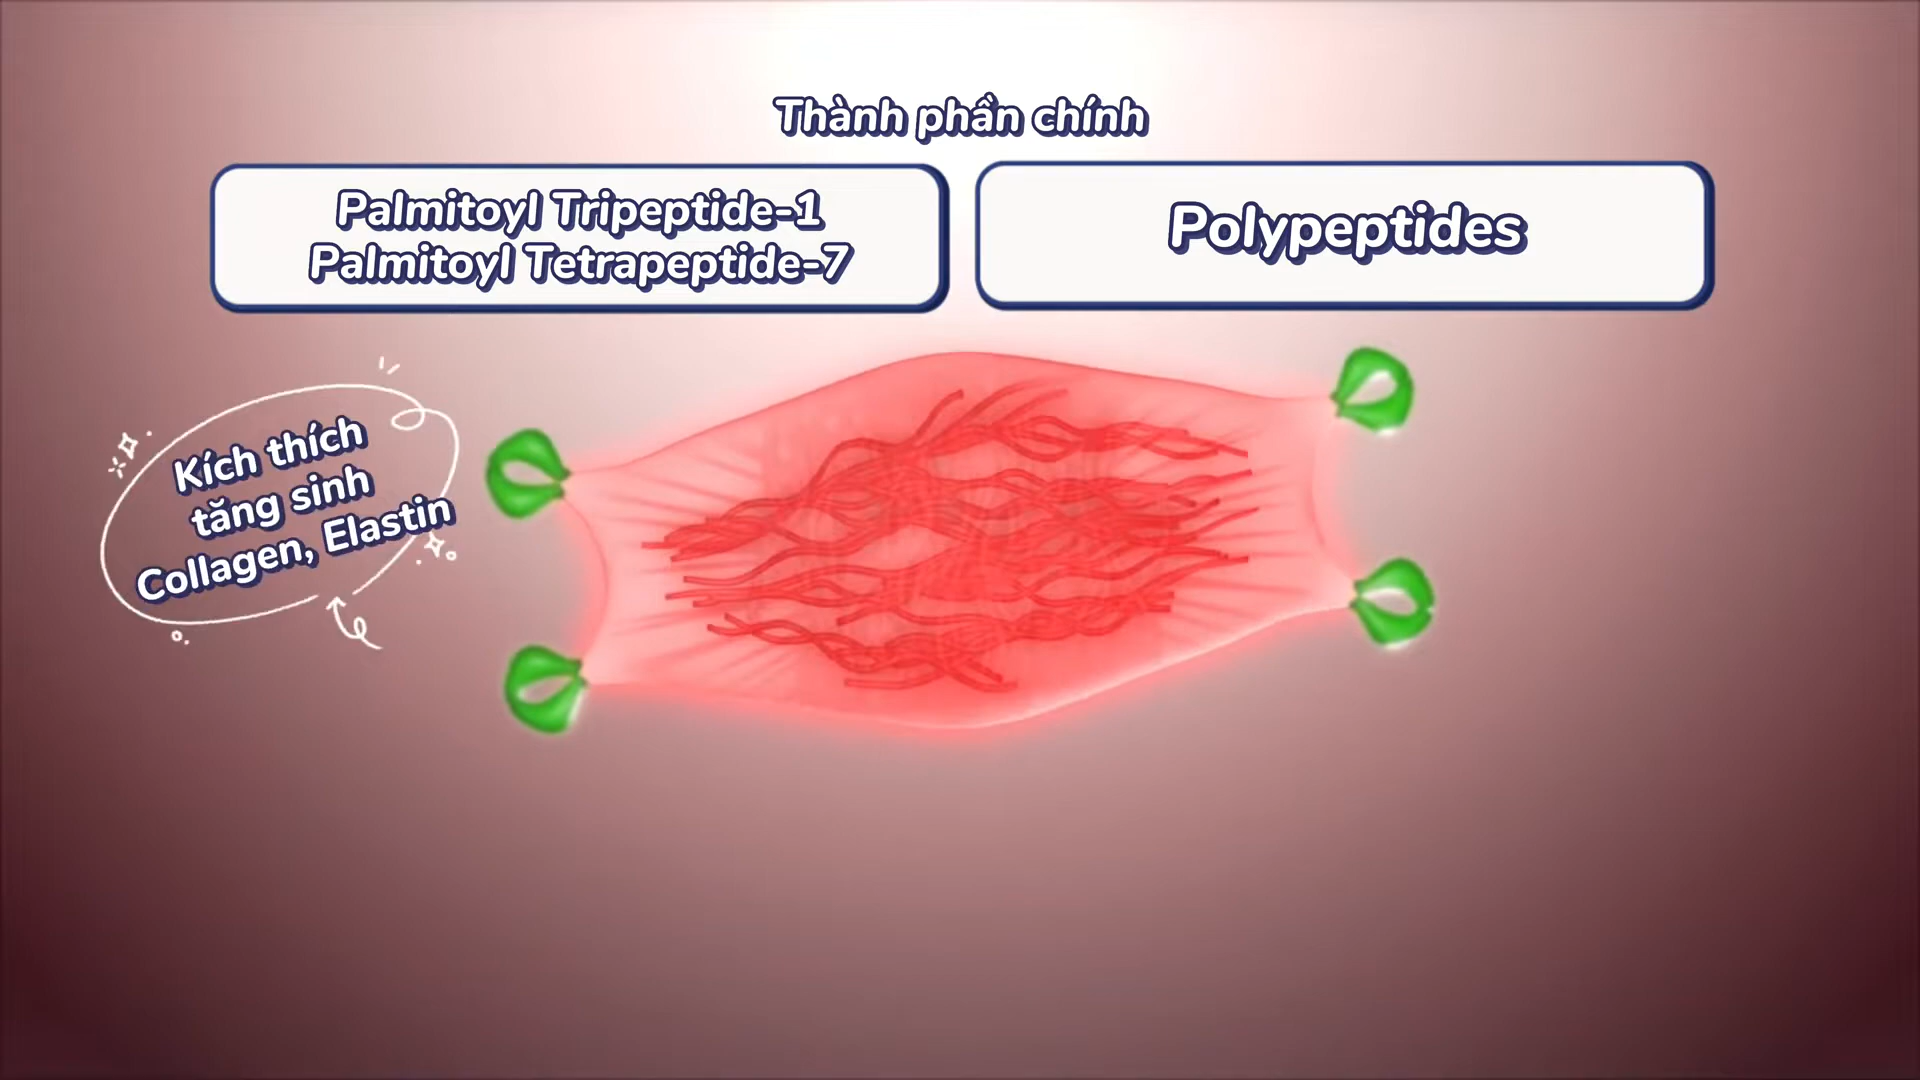 Thành phần chính
Palmitoyl Tripeptide-1
Palmitoyl Tetrapeptide-7
Polypeptides
Kích thích
tăng sinh
Collagen, Elastin